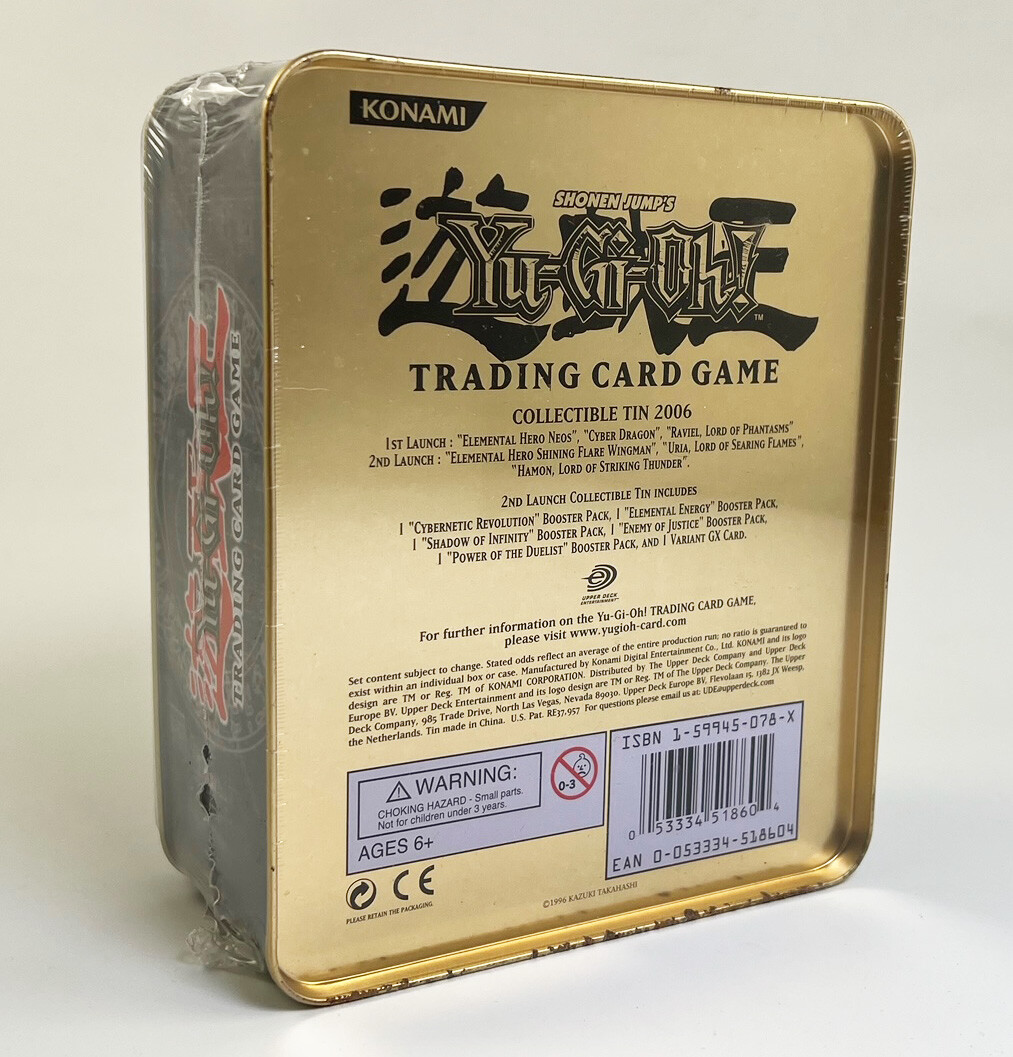 KONAMI
遊戯王
SHONEN JUMP'S
Yu-Gi-Oh!
TM
TRADING CARD GAME
COLLECTIBLE TIN 2006
1ST LAUNCH : "ELEMENTAL HERO NEOS", "CYBER DRAGON", "RAVIEL, LORD OF PHANTASMS"
2ND LAUNCH : "ELEMENTAL HERO SHINING FLARE WINGMAN", "URIA, LORD OF SEARING FLAMES",
"HAMON, LORD OF STRIKING THUNDER".
2ND LAUNCH COLLECTIBLE TIN INCLUDES
1 "CYBERNETIC REVOLUTION" BOOSTER PACK, 1 "ELEMENTAL ENERGY" BOOSTER PACK,
1 "SHADOW OF INFINITY" BOOSTER PACK, 1 "ENEMY OF JUSTICE" BOOSTER PACK,
1 "POWER OF THE DUELIST" BOOSTER PACK, AND 1 VARIANT GX CARD.
UPPER DECK
ENTERTAINMENT™
For further information on the Yu-Gi-Oh! TRADING CARD GAME,
please visit www.yugioh-card.com
Set contents subject to change. Stated odds reflect an average of the entire production run; no ratio is guaranteed to
exist within an individual box or case. Manufactured by Konami Digital Entertainment Co., Ltd. KONAMI and its logo
design are TM or Reg. TM of KONAMI CORPORATION. Distributed by The Upper Deck Company and Upper Deck
Europe BV. Upper Deck Entertainment and its logo design are TM or Reg. TM of The Upper Deck Company. The Upper
Deck Company, 985 Trade Drive, North Las Vegas, Nevada 89030. Upper Deck Europe BV, Flevolaan 15, 1382 JX Weesp,
the Netherlands. Tin made in China. U.S. Pat. RE37,957 For questions please email us at: UDE@upperdeck.com
WARNING:
CHOKING HAZARD - Small parts.
Not for children under 3 years.
0-3
AGES 6+
ISBN 1-59945-078-X
0 53334 51860 4
EAN 0-053334-518604
CE
PLEASE RETAIN THE PACKAGING.
©1996 KAZUKI TAKAHASHI
遊戯王
Yu-Gi-Oh!
TRADING CARD GAME